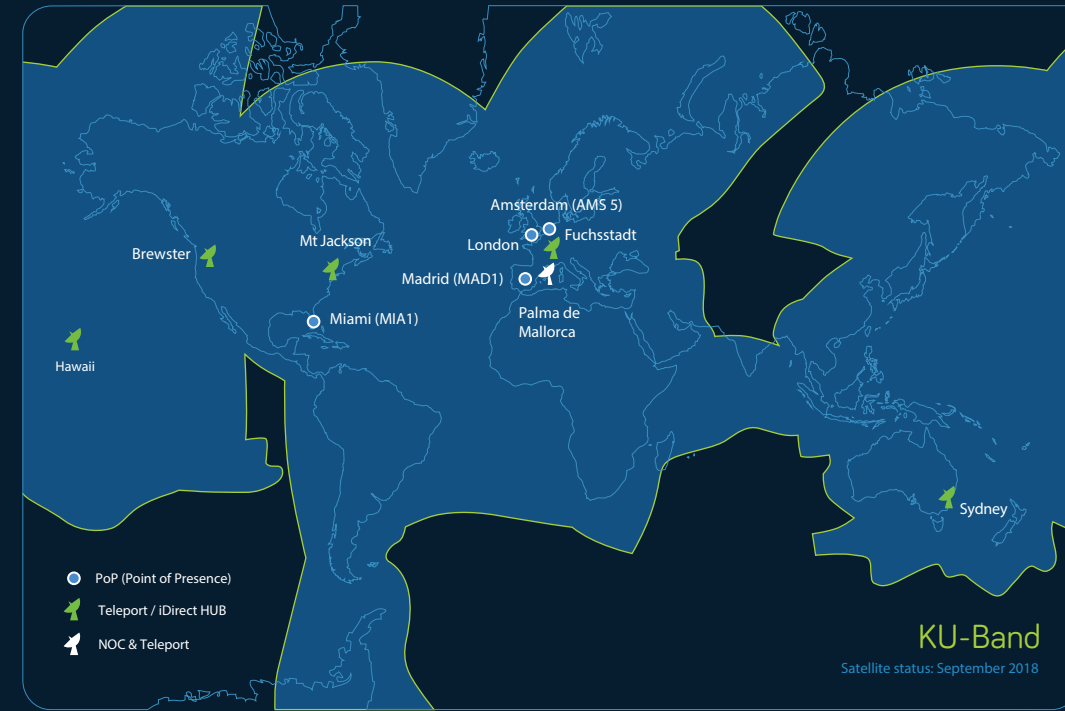 Amsterdam (AMS 5)
London
Fuchsstadt
Mt Jackson
Brewster
Madrid (MAD1)
Palma de
Mallorca
Miami (MIA1)
Hawaii
Sydney
PoP (Point of Presence)
Teleport / iDirect HUB
NOC & Teleport
KU-Band
Satellite status: September 2018